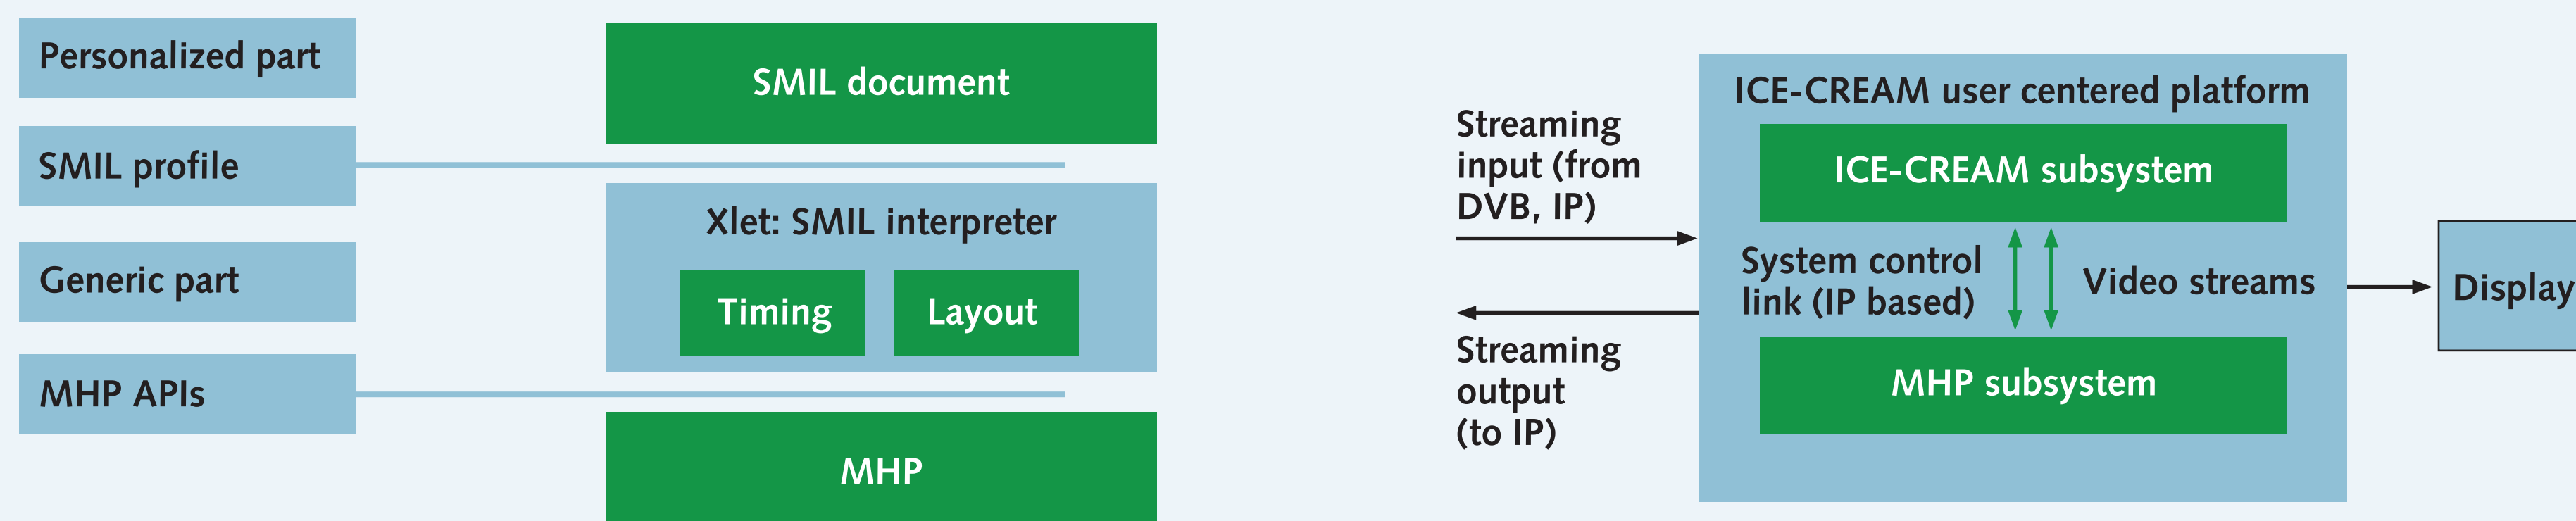 Personalized part
SMIL profile
Generic part
MHP APIs
SMIL document
Xlet: SMIL interpreter
Timing
Layout
MHP
Streaming
input (from
DVB, IP)
Streaming
output
(to IP)
ICE-CREAM user centered platform
ICE-CREAM subsystem
System control
link (IP based)
Video streams
MHP subsystem
Display